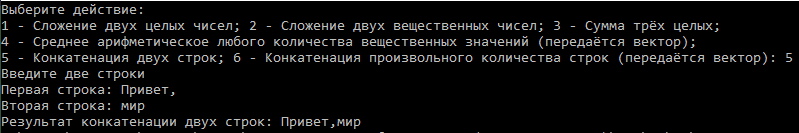 Выберите действие:
1 - Сложение двух целых чисел; 2 - Сложение двух вещественных чисел; 3 - Сумма трёх целых;
4 - Среднее арифметическое любого количества вещественных значений (передаётся вектор);
5 - Конкатенация двух строк; 6 - Конкатенация произвольного количества строк (передаётся вектор): 5
Введите две строки
Первая строка: Привет,
Вторая строка: мир
Результат конкатенации двух строк: Привет,мир